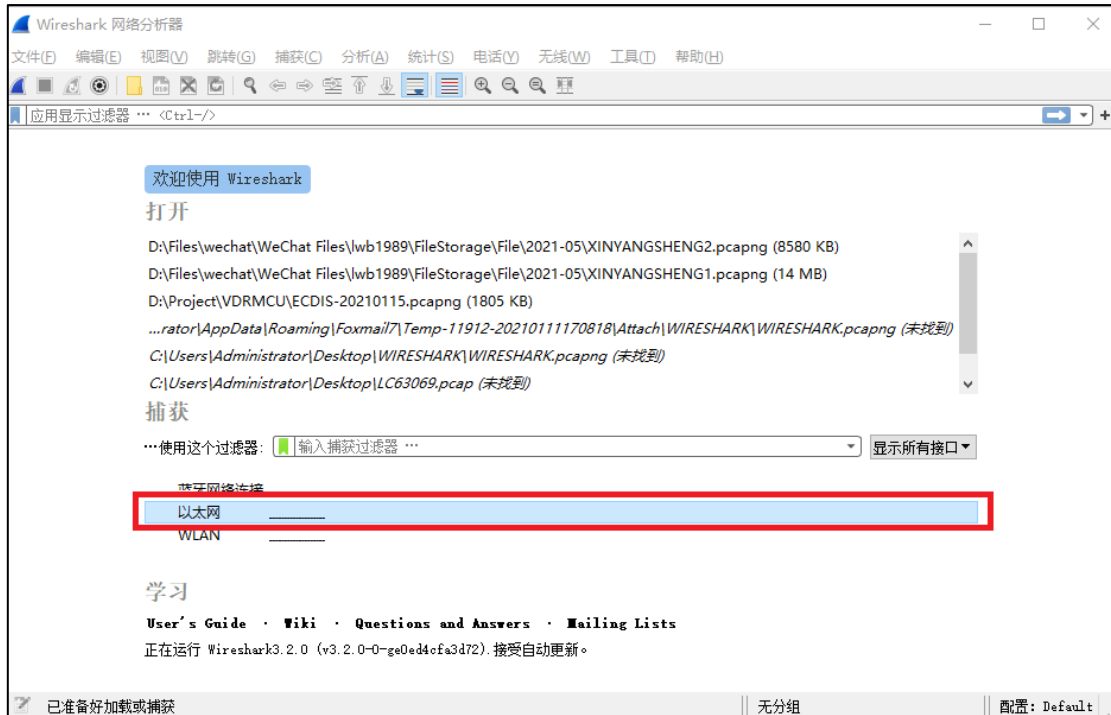 Wireshark 网络分析器
文件(F) 编辑(E) 视图(V) 跳转(G) 捕获(C) 分析(A) 统计(S) 电话(Y) 无线(W) 工具(T) 帮助(H)
应用显示过滤器 … <Ctrl-/>
欢迎使用 Wireshark
打开
D:\Files\wechat\WeChat Files\lwb1989\FileStorage\File\2021-05\XINYANGSHENG2.pcapng (8580 KB)
D:\Files\wechat\WeChat Files\lwb1989\FileStorage\File\2021-05\XINYANGSHENG1.pcapng (14 MB)
D:\Project\VDRMCU\ECDIS-20210115.pcapng (1805 KB)
...rator\AppData\Roaming\Foxmail7\Temp-11912-20210111170818\Attach\WIRESHARK\WIRESHARK.pcapng (未找到)
C:\Users\Administrator\Desktop\WIRESHARK\WIRESHARK.pcapng (未找到)
C:\Users\Administrator\Desktop\LC63069.pcap (未找到)
捕获
…使用这个过滤器: 输入捕获过滤器 … 显示所有接口
蓝牙网络连接
以太网
WLAN
学习
User's Guide · Wiki · Questions and Answers · Mailing Lists
正在运行 Wireshark3.2.0 (v3.2.0-0-ge0ed4cfa3d72).接受自动更新。
已准备好加载或捕获 无分组 配置: Default